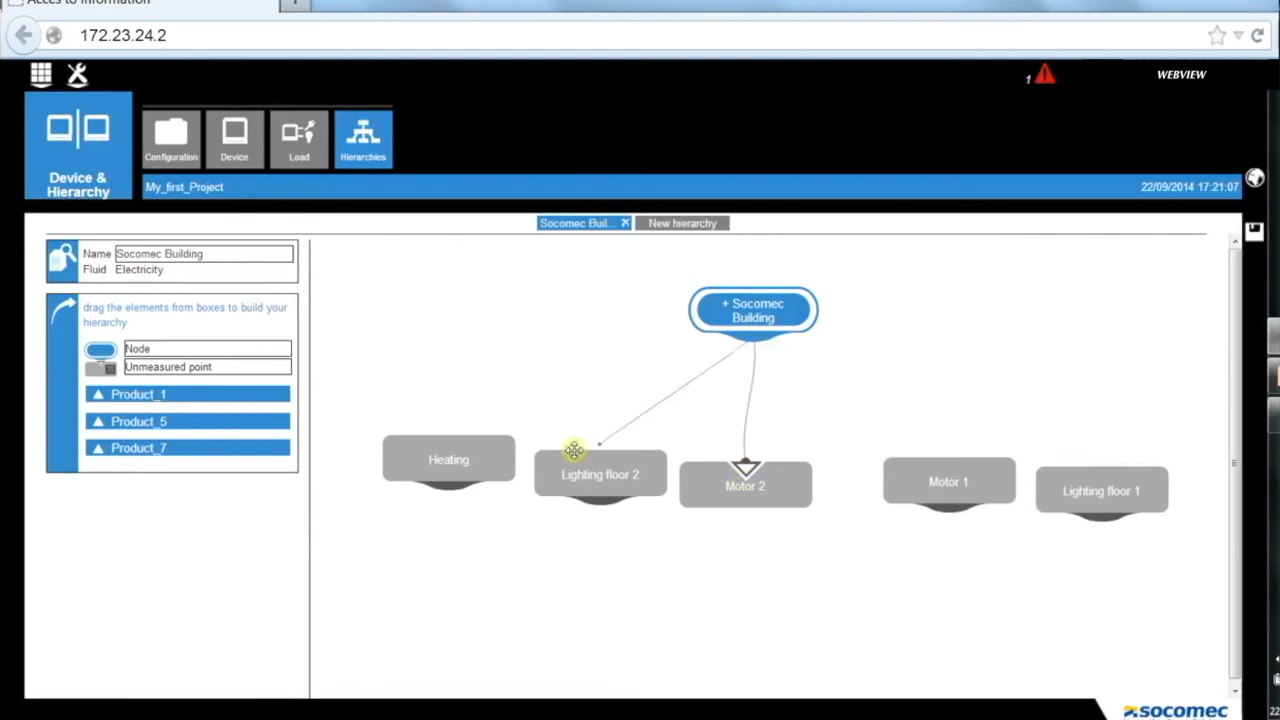 Acces to information
172.23.24.2
1
WEBVIEW
Configuration
Device
Load
Hierarchies
Device &
Hierarchy
My_first_Project
22/09/2014 17:21:07
Socomec Buil...
New hierarchy
Name Socomec Building
Fluid Electricity
drag the elements from boxes to build your
hierarchy
Node
Unmeasured point
Product_1
Product_5
Product_7
+ Socomec
Building
Heating
Lighting floor 2
Motor 2
Motor 1
Lighting floor 1
socomec